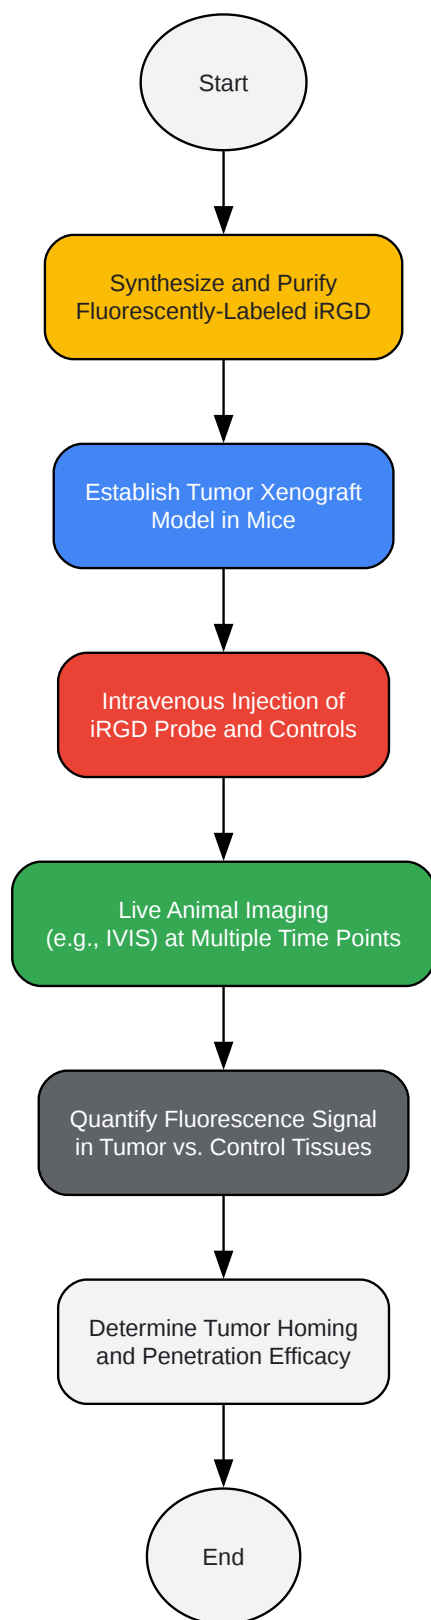 Start
Synthesize and Purify
Fluorescently-Labeled iRGD
Establish Tumor Xenograft
Model in Mice
Intravenous Injection of
iRGD Probe and Controls
Live Animal Imaging
(e.g., IVIS) at Multiple Time Points
Quantify Fluorescence Signal
in Tumor vs. Control Tissues
Determine Tumor Homing
and Penetration Efficacy
End